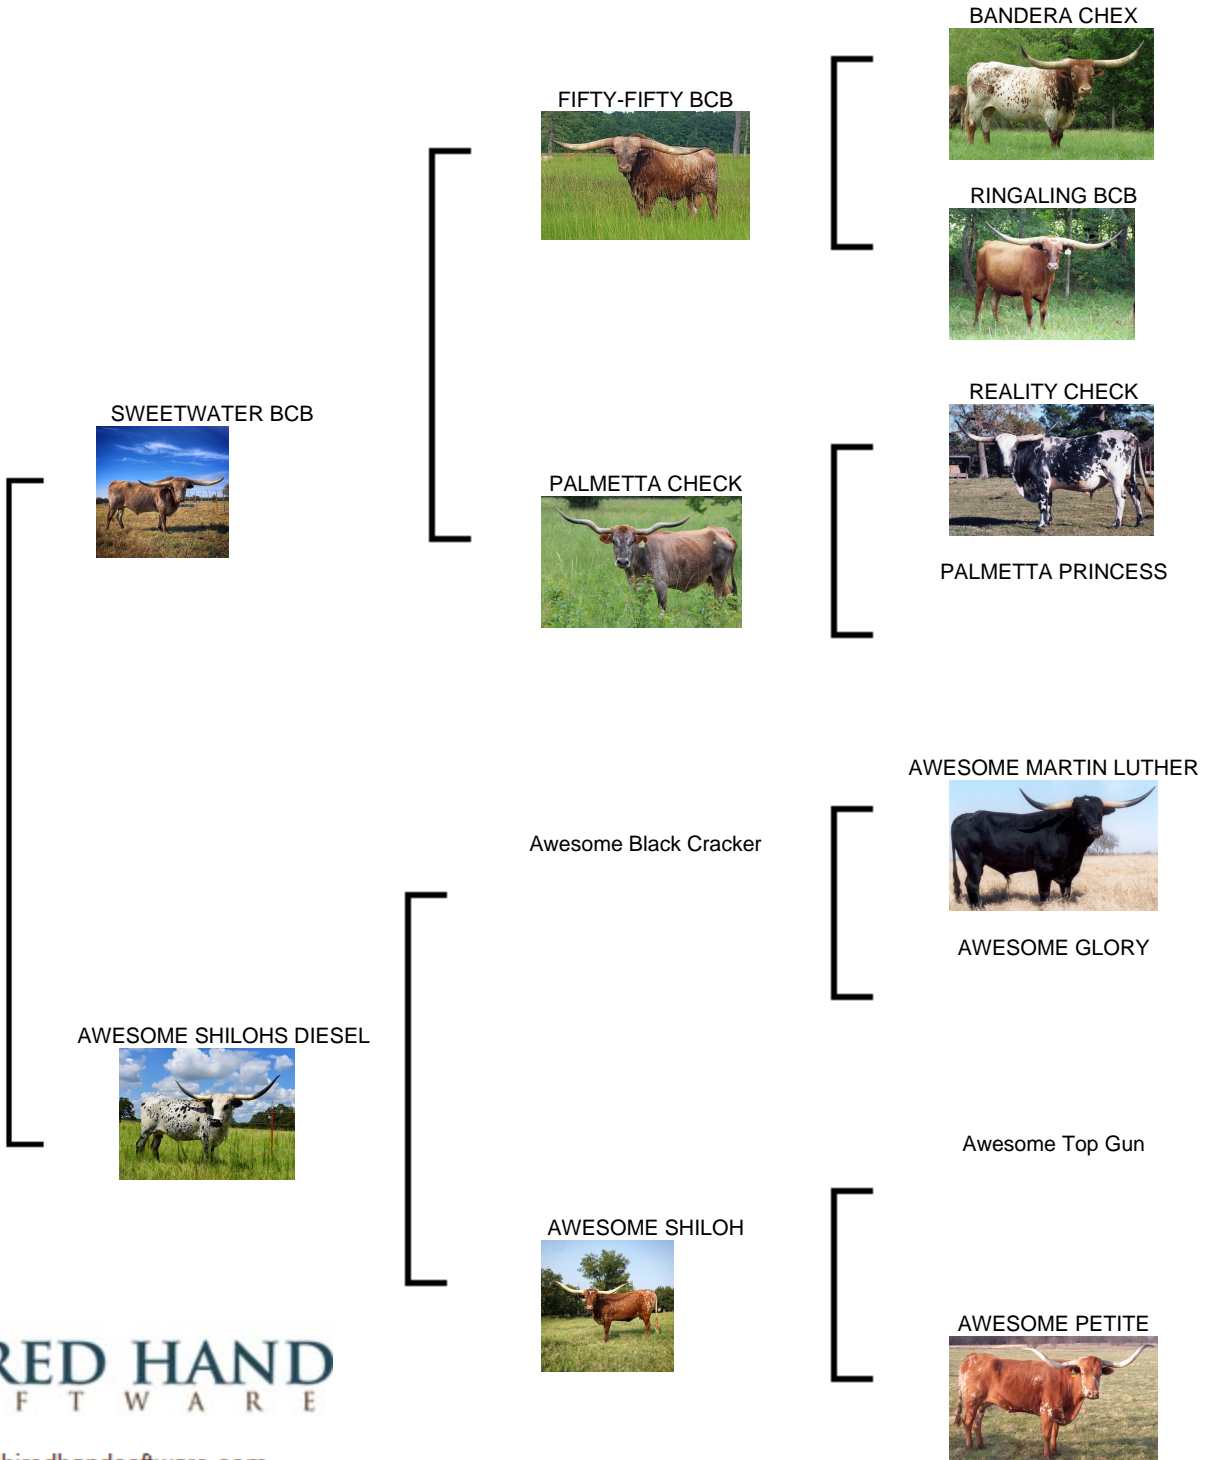 BANDERA CHEX
FIFTY-FIFTY BCB
RINGALING BCB
REALITY CHECK
SWEETWATER BCB
PALMETTA CHECK
PALMETTA PRINCESS
AWESOME MARTIN LUTHER
Awesome Black Cracker
AWESOME GLORY
AWESOME SHILOHS DIESEL
Awesome Top Gun
AWESOME SHILOH
AWESOME PETITE
RED HAND
F T W A R E